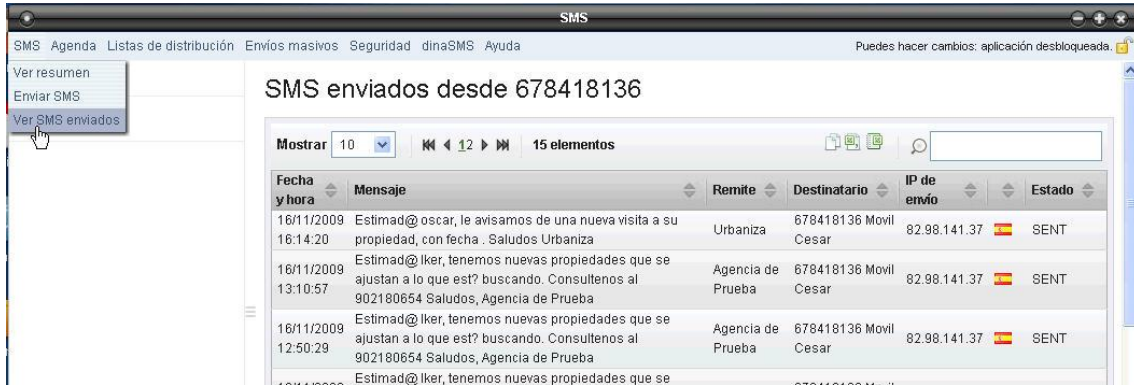 SMS
SMS Agenda Listas de distribución Envíos masivos Seguridad dinaSMS Ayuda
Puedes hacer cambios: aplicación desbloqueada.
Ver resumen
Enviar SMS
Ver SMS enviados
SMS enviados desde 678418136
Mostrar 10 12 15 elementos
Fecha y hora Mensaje Remite Destinatario IP de envío Estado
16/11/2009 16:14:20
Estimad@ oscar, le avisamos de una nueva visita a su
propiedad, con fecha . Saludos Urbaniza
Urbaniza
678418136 Movil
Cesar
82.98.141.37
SENT
16/11/2009
13:10:57
Estimad@ Iker, tenemos nuevas propiedades que se
ajustan a lo que est? buscando. Consultenos al
902180654 Saludos, Agencia de Prueba
Agencia de
Prueba
678418136 Movil
Cesar
82.98.141.37
SENT
16/11/2009
12:50:29
Estimad@ Iker, tenemos nuevas propiedades que se
ajustan a lo que est? buscando. Consultenos al
902180654 Saludos, Agencia de Prueba
Agencia de
Prueba
678418136 Movil
Cesar
82.98.141.37
SENT
Estimad@ Iker, tenemos nuevas propiedades que se